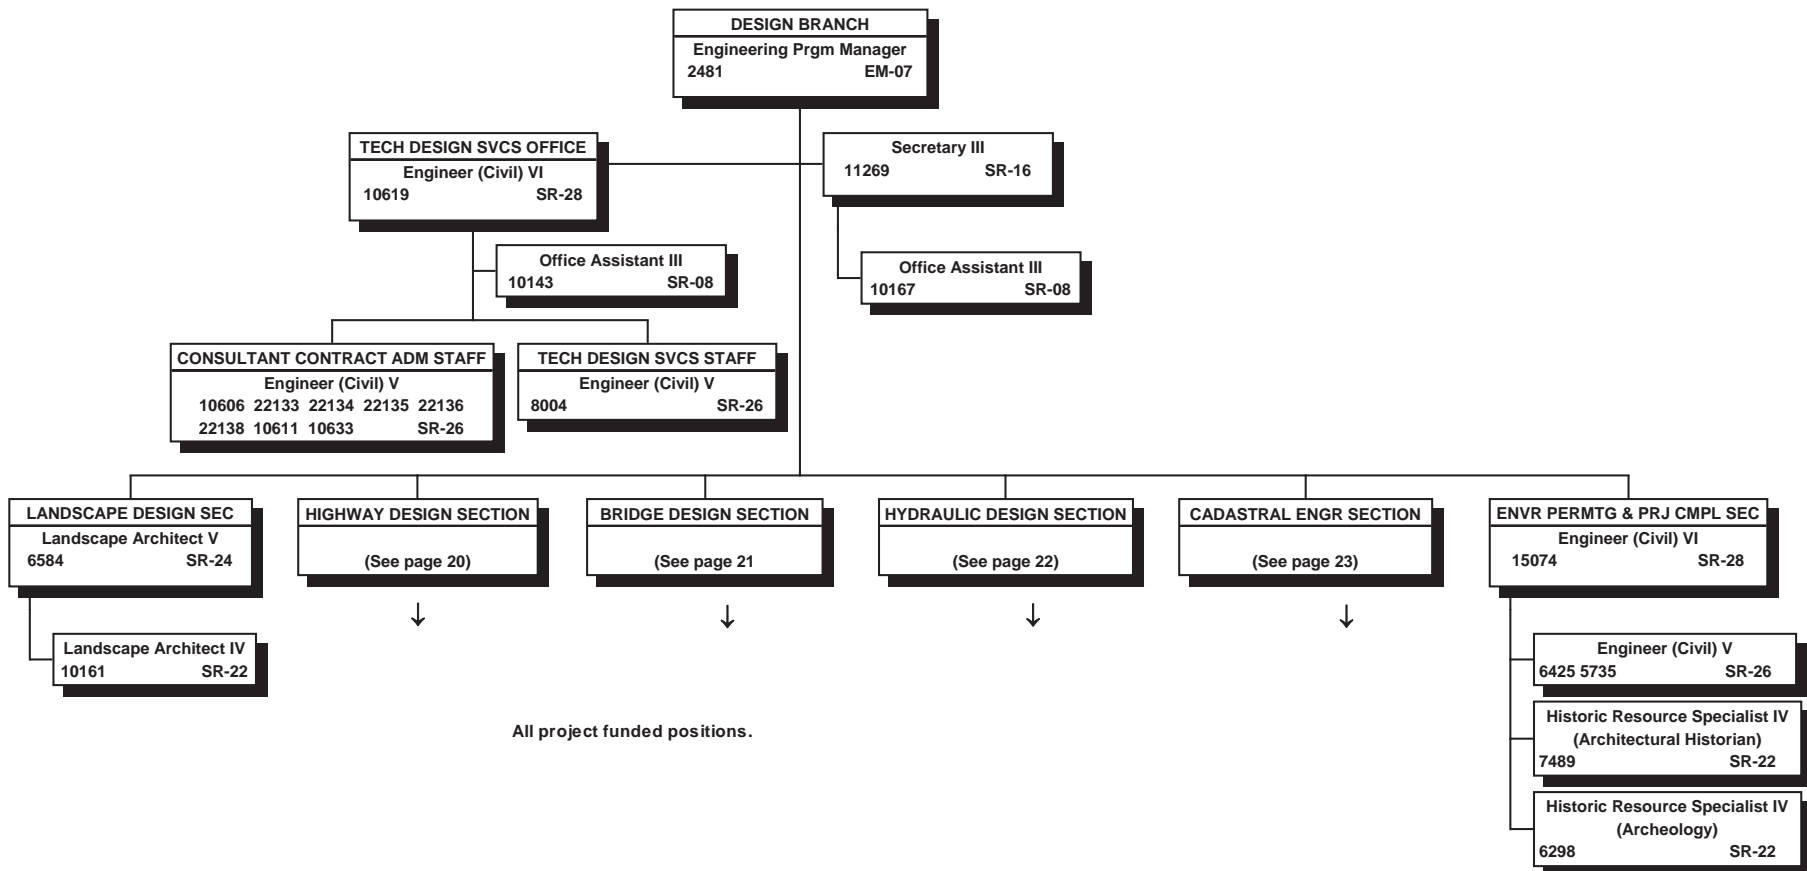 DESIGN BRANCH
Engineering Prgm Manager
2481 EM-07
TECH DESIGN SVCS OFFICE
Engineer (Civil) VI
10619 SR-28
Secretary III
11269 SR-16
Office Assistant III
10143 SR-08
Office Assistant III
10167 SR-08
CONSULTANT CONTRACT ADM STAFF
Engineer (Civil) V
10606 22133 22134 22135 22136
22138 10611 10633 SR-26
TECH DESIGN SVCS STAFF
Engineer (Civil) V
8004 SR-26
LANDSCAPE DESIGN SEC
Landscape Architect V
6584 SR-24
Landscape Architect IV
10161 SR-22
HIGHWAY DESIGN SECTION
(See page 20)
BRIDGE DESIGN SECTION
(See page 21
HYDRAULIC DESIGN SECTION
(See page 22)
CADASTRAL ENGR SECTION
(See page 23)
ENVR PERMTG & PRJ CMPL SEC
Engineer (Civil) VI
15074 SR-28
Engineer (Civil) V
6425 5735 SR-26
Historic Resource Specialist IV
(Architectural Historian)
7489 SR-22
Historic Resource Specialist IV
(Archeology)
6298 SR-22
All project funded positions.